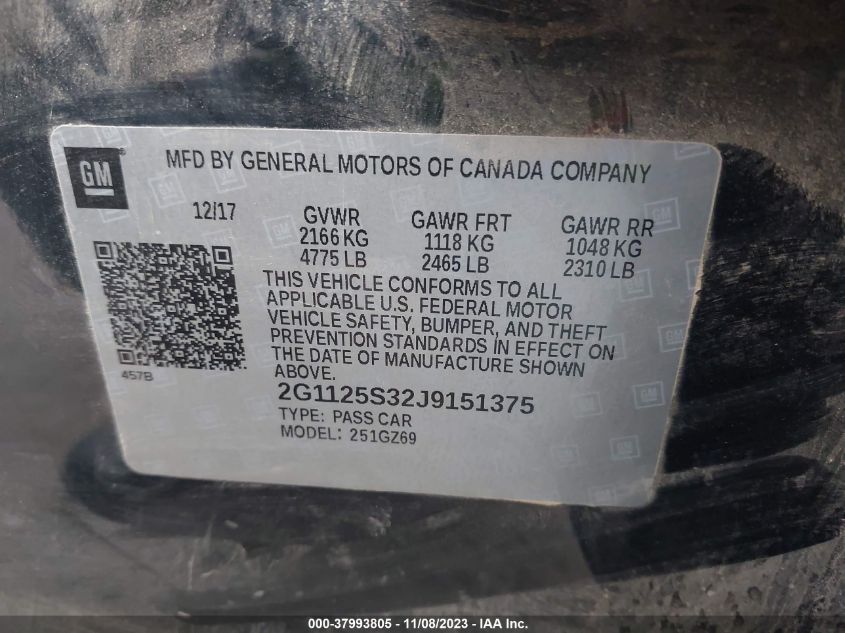 GM
MFD BY GENERAL MOTORS OF CANADA COMPANY
12/17 GVWR GAWR FRT GAWR RR
2166 KG 1118 KG 1048 KG
4775 LB 2465 LB 2310 LB
THIS VEHICLE CONFORMS TO ALL
APPLICABLE U.S. FEDERAL MOTOR
VEHICLE SAFETY, BUMPER, AND THEFT
PREVENTION STANDARDS IN EFFECT ON
THE DATE OF MANUFACTURE SHOWN
ABOVE.
457B
2G1125S32J9151375
TYPE: PASS CAR
MODEL: 251GZ69
000-37993805 - 11/08/2023 - IAA Inc.